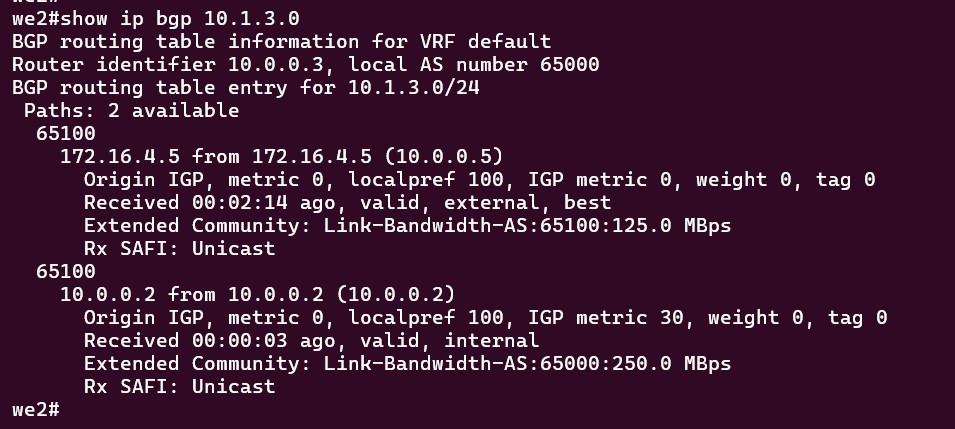 we2#show ip bgp 10.1.3.0
BGP routing table information for VRF default
Router identifier 10.0.0.3, local AS number 65000
BGP routing table entry for 10.1.3.0/24
 Paths: 2 available
  65100
    172.16.4.5 from 172.16.4.5 (10.0.0.5)
      Origin IGP, metric 0, localpref 100, IGP metric 0, weight 0, tag 0
      Received 00:02:14 ago, valid, external, best
      Extended Community: Link-Bandwidth-AS:65100:125.0 MBps
      Rx SAFI: Unicast
  65100
    10.0.0.2 from 10.0.0.2 (10.0.0.2)
      Origin IGP, metric 0, localpref 100, IGP metric 30, weight 0, tag 0
      Received 00:00:03 ago, valid, internal
      Extended Community: Link-Bandwidth-AS:65000:250.0 MBps
      Rx SAFI: Unicast
we2#